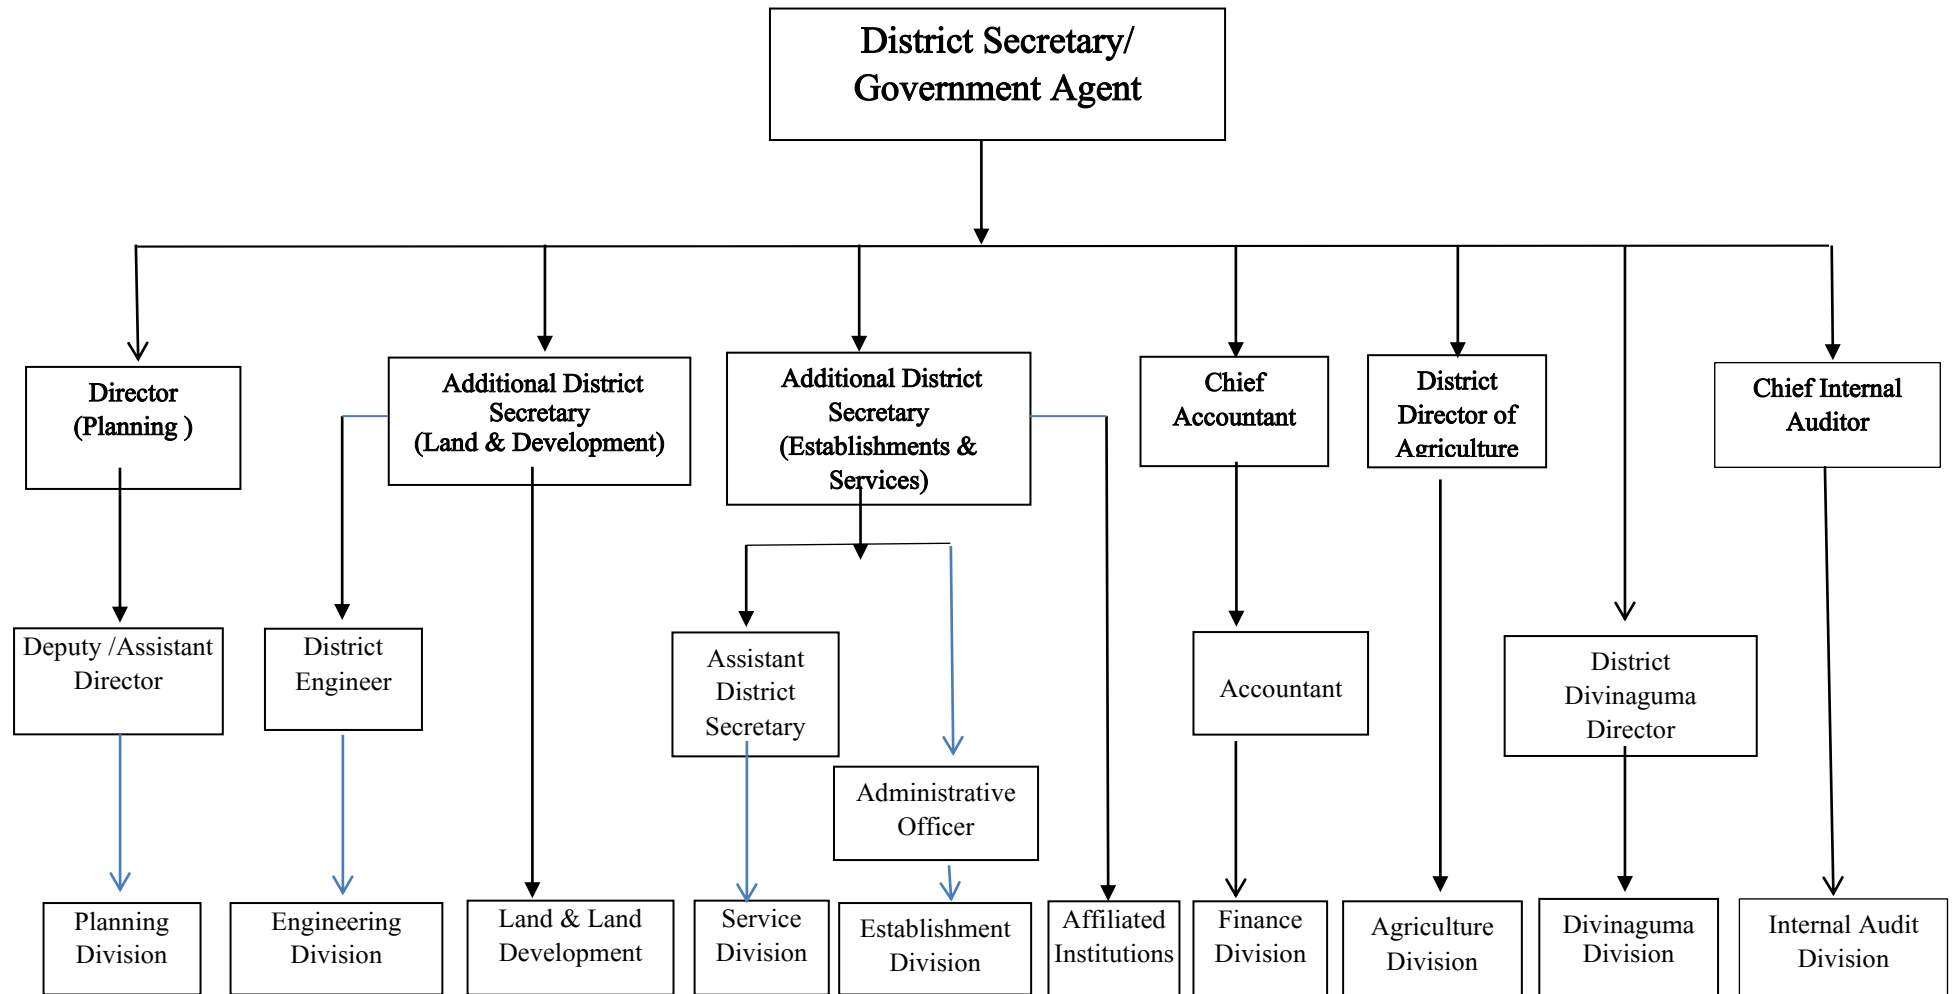 District Secretary/
Government Agent
Director
(Planning )
Additional District
Secretary
(Land & Development)
Additional District
Secretary
(Establishments &
Services)
Chief
Accountant
District
Director of
Agriculture
Chief Internal
Auditor
Deputy /Assistant
Director
District
Engineer
Assistant
District
Secretary
Administrative
Officer
Accountant
District
Divinaguma
Director
Planning
Division
Engineering
Division
Land & Land
Development
Service
Division
Establishment
Division
Affiliated
Institutions
Finance
Division
Agriculture
Division
Divinaguma
Division
Internal Audit
Division